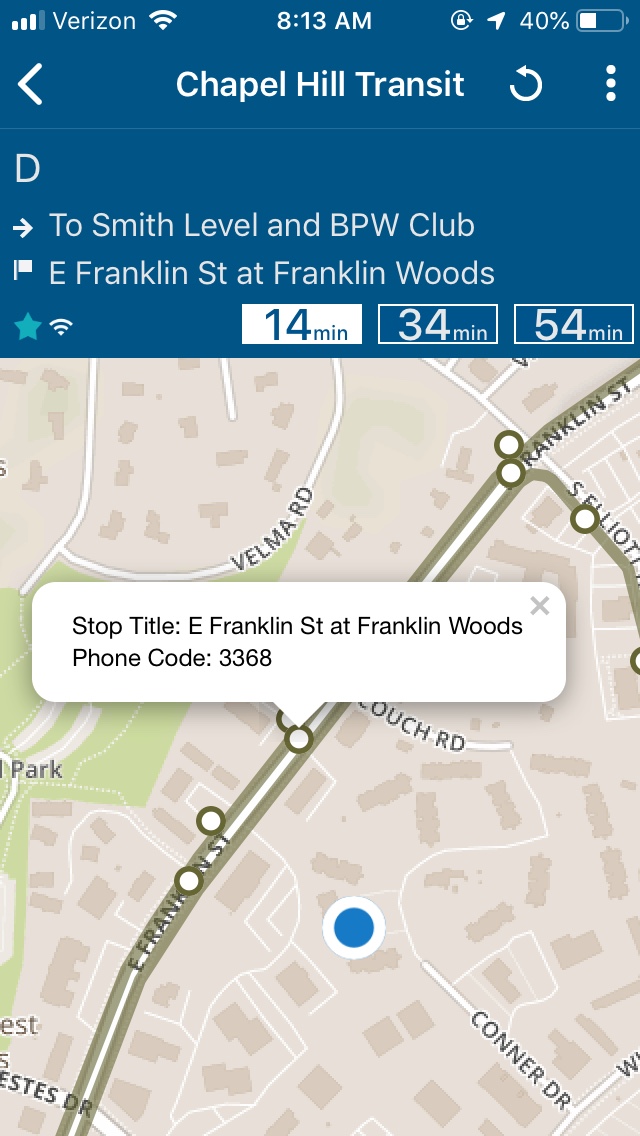 Verizon 8:13 AM 40%
Chapel Hill Transit
D
To Smith Level and BPW Club
E Franklin St at Franklin Woods
14min 34min 54min
RANKLIN ST
VELMA RD
Stop Title: E Franklin St at Franklin Woods
Phone Code: 3368
COUCH RD
Park
E FRANKLIN ST
CONNER DR
est
ESTES DR